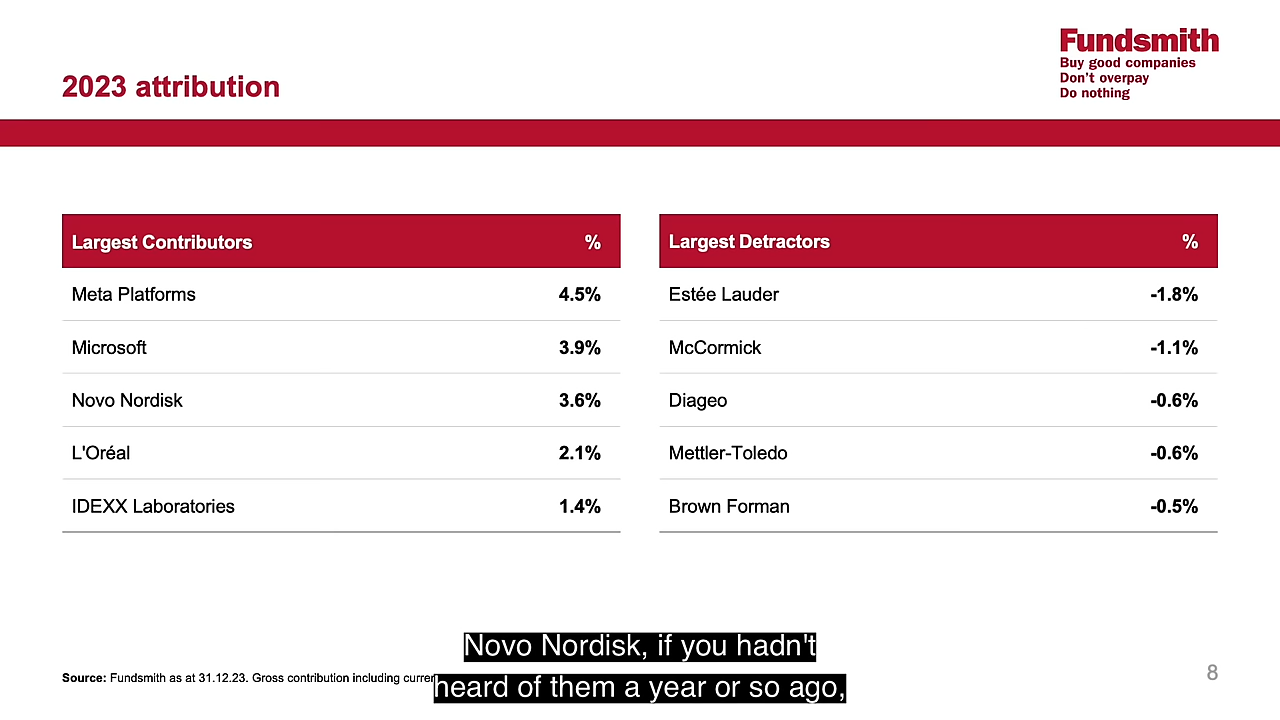 Fundsmith
Buy good companies
Don't overpay
Do nothing
2023 attribution
Largest Contributors %
Meta Platforms 4.5%
Microsoft 3.9%
Novo Nordisk 3.6%
L'Oréal 2.1%
IDEXX Laboratories 1.4%
Largest Detractors %
Estée Lauder -1.8%
McCormick -1.1%
Diageo -0.6%
Mettler-Toledo -0.6%
Brown Forman -0.5%
Novo Nordisk, if you hadn't
heard of them a year or so ago,
Source: Fundsmith as at 31.12.23. Gross contribution including
8